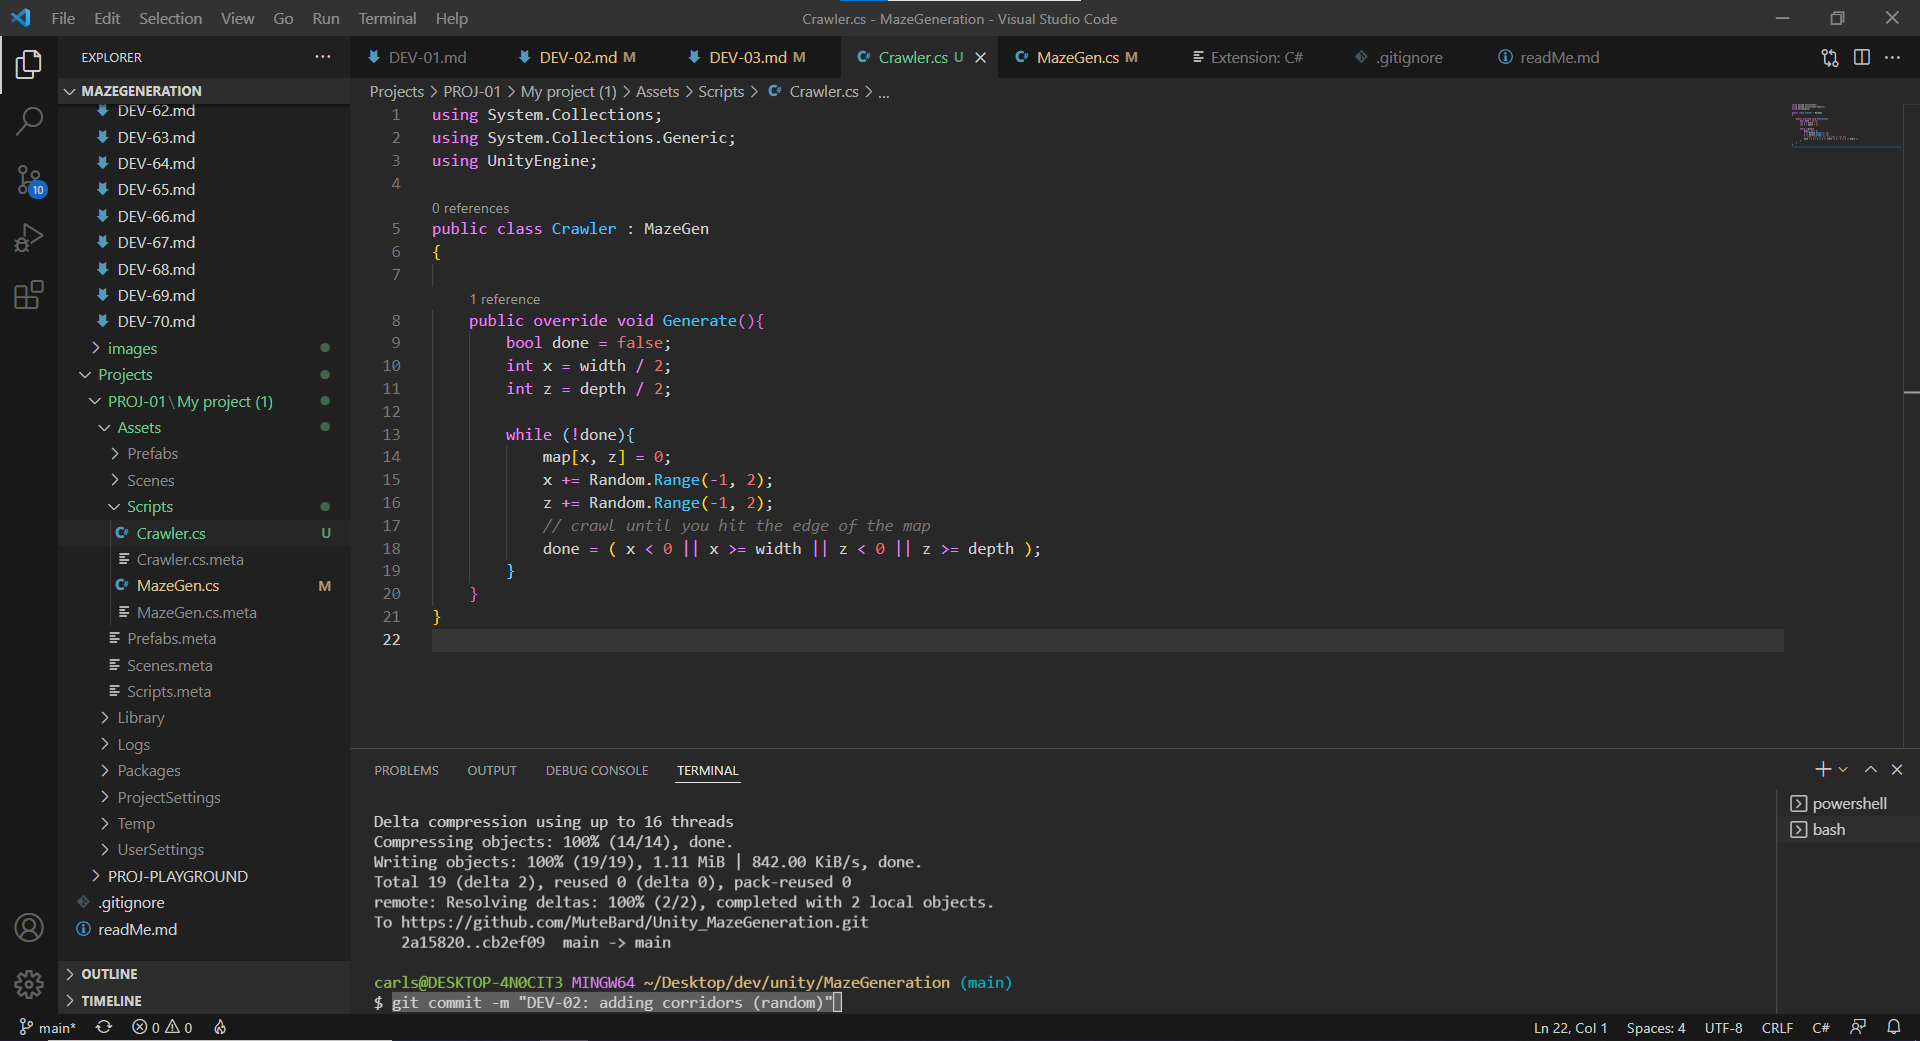 File Edit Selection View Go Run Terminal Help
Crawler.cs - MazeGeneration - Visual Studio Code
EXPLORER
MAZEGENERATION
DEV-62.md
DEV-63.md
DEV-64.md
DEV-65.md
DEV-66.md
DEV-67.md
DEV-68.md
DEV-69.md
DEV-70.md
images
Projects
PROJ-01\My project (1)
Assets
Prefabs
Scenes
Scripts
Crawler.cs U
Crawler.cs.meta
MazeGen.cs M
MazeGen.cs.meta
Prefabs.meta
Scenes.meta
Scripts.meta
Library
Logs
Packages
ProjectSettings
Temp
UserSettings
PROJ-PLAYGROUND
.gitignore
readMe.md
OUTLINE
TIMELINE
10
DEV-01.md DEV-02.md M DEV-03.md M Crawler.cs U MazeGen.cs M Extension: C# .gitignore readMe.md
Projects > PROJ-01 > My project (1) > Assets > Scripts > Crawler.cs > ...
1 using System.Collections;
2 using System.Collections.Generic;
3 using UnityEngine;
4
0 references
5 public class Crawler : MazeGen
6 {
7
1 reference
8 public override void Generate(){
9 bool done = false;
10 int x = width / 2;
11 int z = depth / 2;
12
13 while (!done){
14 map[x, z] = 0;
15 x += Random.Range(-1, 2);
16 z += Random.Range(-1, 2);
17 // crawl until you hit the edge of the map
18 done = ( x < 0 || x >= width || z < 0 || z >= depth );
19 }
20 }
21 }
22
PROBLEMS OUTPUT DEBUG CONSOLE TERMINAL
powershell
bash
Delta compression using up to 16 threads
Compressing objects: 100% (14/14), done.
Writing objects: 100% (19/19), 1.11 MiB | 842.00 KiB/s, done.
Total 19 (delta 2), reused 0 (delta 0), pack-reused 0
remote: Resolving deltas: 100% (2/2), completed with 2 local objects.
To https://github.com/MuteBard/Unity_MazeGeneration.git
2a15820..cb2ef09 main -> main
carls@DESKTOP-4N0CIT3 MINGW64 ~/Desktop/dev/unity/MazeGeneration (main)
$ git commit -m "DEV-02: adding corridors (random)"
main* 0 0
Ln 22, Col 1 Spaces: 4 UTF-8 CRLF C#